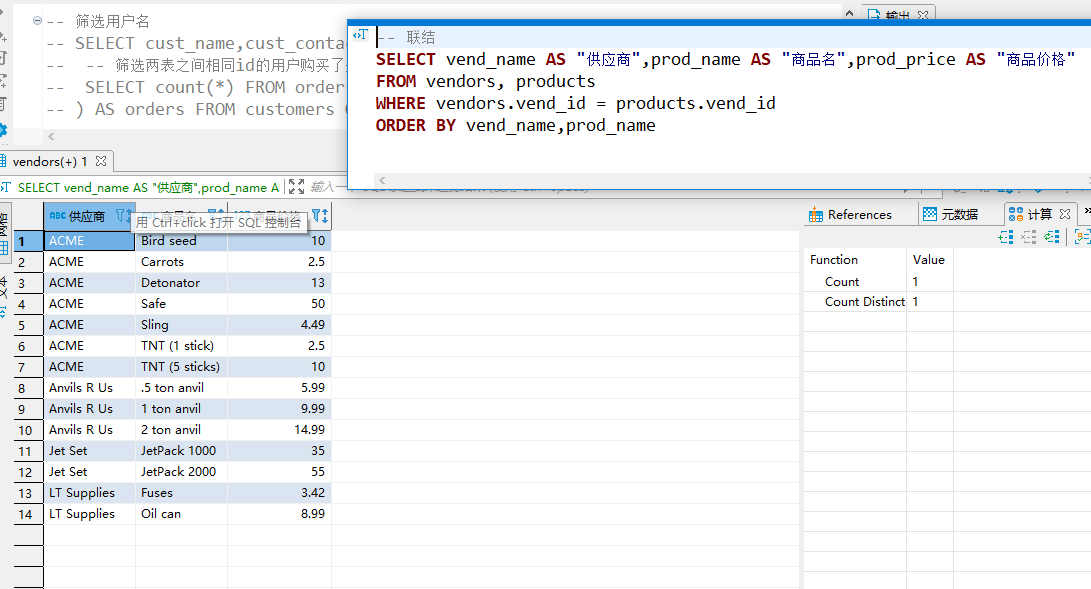 -- 筛选用户名
-- SELECT cust_name,cust_conta
-- -- 筛选两表之间相同id的用户购买了
-- SELECT count(*) FROM order
-- ) AS orders FROM customers
输出
-- 联结
SELECT vend_name AS "供应商",prod_name AS "商品名",prod_price AS "商品价格"
FROM vendors, products
WHERE vendors.vend_id = products.vend_id
ORDER BY vend_name,prod_name
vendors(+) 1
SELECT vend_name AS "供应商",prod_name A
输入一
ABC 供应商
用 Ctrl+click 打开 SQL 控制台
1 ACME Bird seed 10
2 ACME Carrots 2.5
3 ACME Detonator 13
4 ACME Safe 50
5 ACME Sling 4.49
6 ACME TNT (1 stick) 2.5
7 ACME TNT (5 sticks) 10
8 Anvils R Us .5 ton anvil 5.99
9 Anvils R Us 1 ton anvil 9.99
10 Anvils R Us 2 ton anvil 14.99
11 Jet Set JetPack 1000 35
12 Jet Set JetPack 2000 55
13 LT Supplies Fuses 3.42
14 LT Supplies Oil can 8.99
References 元数据 计算
Function Value
Count 1
Count Distinct 1